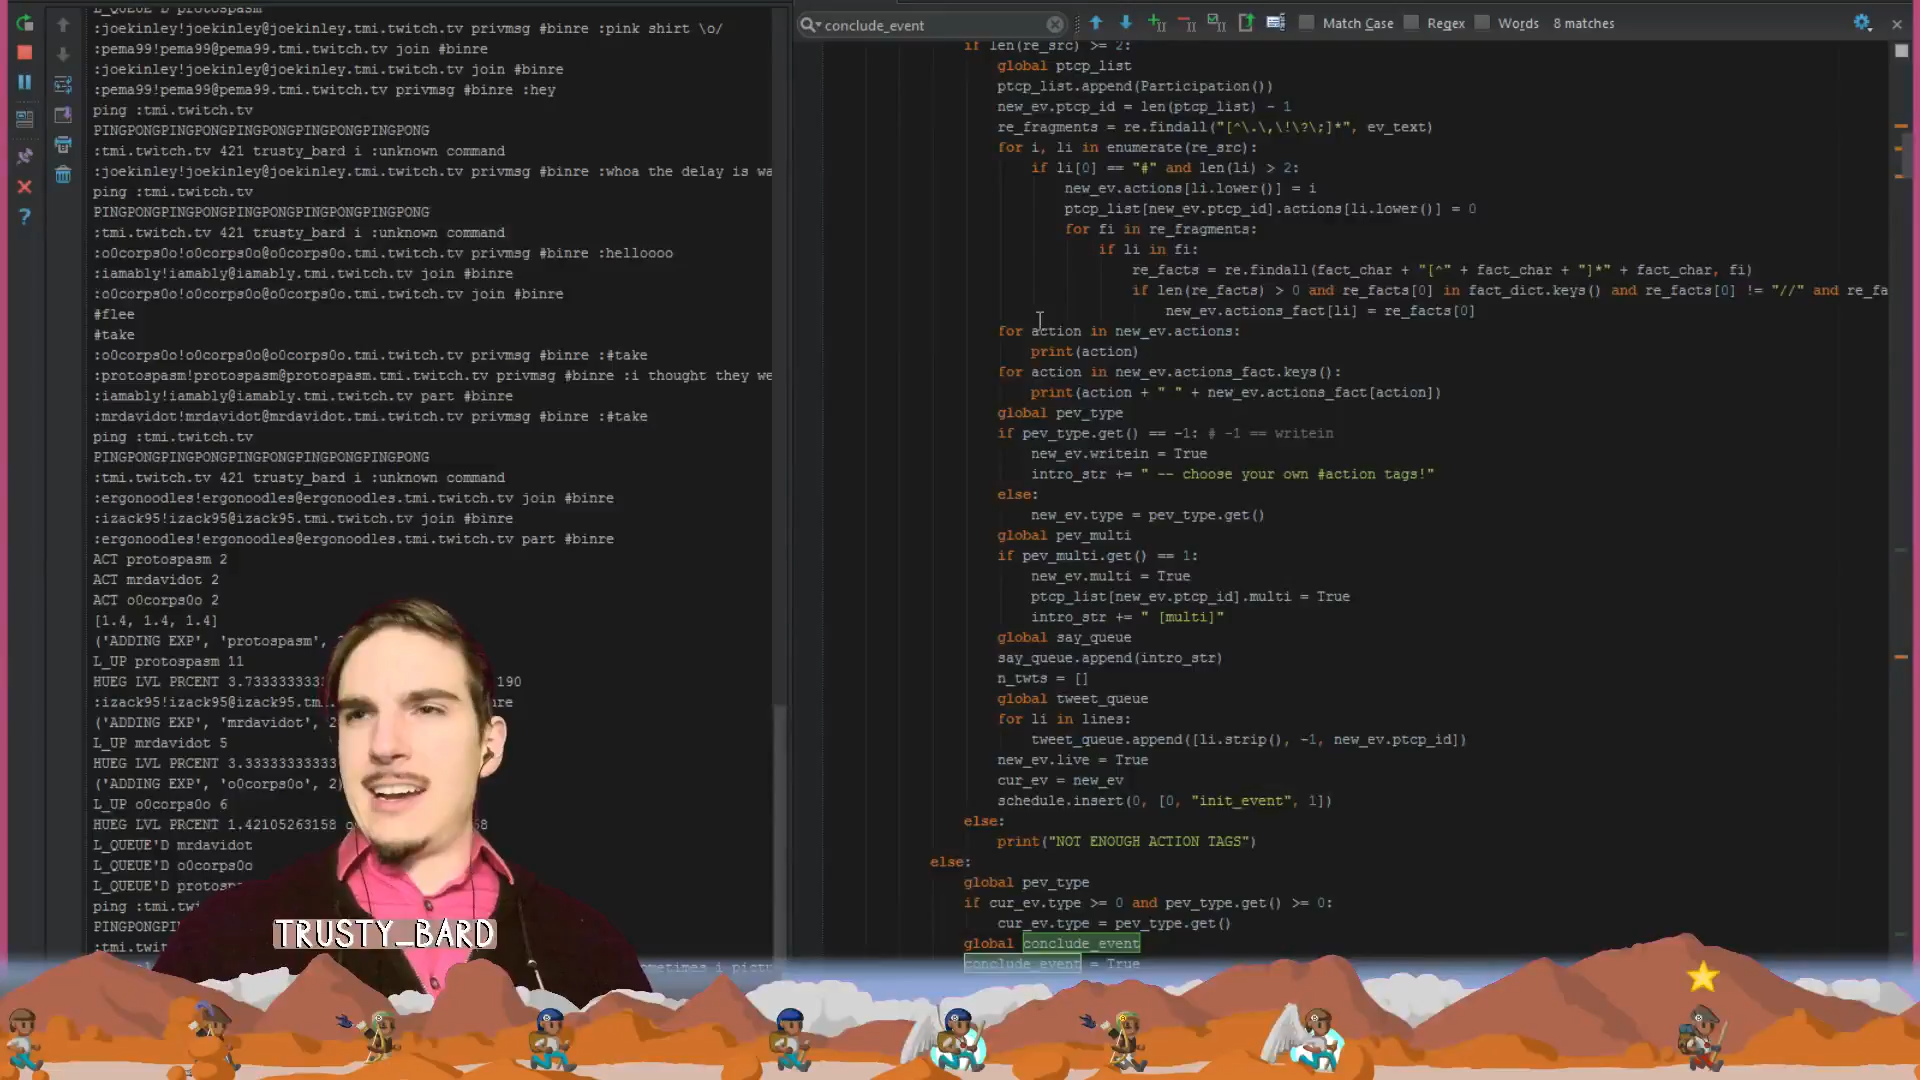 L_QUEUE'D protospasm
:joekinley!joekinley@joekinley.tmi.twitch.tv privmsg #binre :pink shirt \o/
:pema99!pema99@pema99.tmi.twitch.tv join #binre
:joekinley!joekinley@joekinley.tmi.twitch.tv join #binre
:pema99!pema99@pema99.tmi.twitch.tv privmsg #binre :hey
ping :tmi.twitch.tv
PINGPONGPINGPONGPINGPONGPINGPONGPINGPONG
:tmi.twitch.tv 421 trusty_bard i :unknown command
:joekinley!joekinley@joekinley.tmi.twitch.tv privmsg #binre :whoa the delay is wa
ping :tmi.twitch.tv
PINGPONGPINGPONGPINGPONGPINGPONGPINGPONG
:tmi.twitch.tv 421 trusty_bard i :unknown command
:o0corps0o!o0corps0o@o0corps0o.tmi.twitch.tv privmsg #binre :helloooo
:iamably!iamably@iamably.tmi.twitch.tv join #binre
:o0corps0o!o0corps0o@o0corps0o.tmi.twitch.tv join #binre
#flee
#take
:o0corps0o!o0corps0o@o0corps0o.tmi.twitch.tv privmsg #binre :#take
:protospasm!protospasm@protospasm.tmi.twitch.tv privmsg #binre :i thought they we
:iamably!iamably@iamably.tmi.twitch.tv part #binre
:mrdavidot!mrdavidot@mrdavidot.tmi.twitch.tv privmsg #binre :#take
ping :tmi.twitch.tv
PINGPONGPINGPONGPINGPONGPINGPONGPINGPONG
:tmi.twitch.tv 421 trusty_bard i :unknown command
:ergonoodles!ergonoodles@ergonoodles.tmi.twitch.tv join #binre
:izack95!izack95@izack95.tmi.twitch.tv join #binre
:ergonoodles!ergonoodles@ergonoodles.tmi.twitch.tv part #binre
ACT protospasm 2
ACT mrdavidot 2
ACT o0corps0o 2
[1.4, 1.4, 1.4]
('ADDING EXP', 'protospasm',
L_UP protospasm 11
HUEG LVL PRCENT 3.7333333333 190
:izack95!izack95@izack95.tm re
('ADDING EXP', 'mrdavidot', 2
L_UP mrdavidot 5
HUEG LVL PRCENT 3.33333333333
('ADDING EXP', 'o0corps0o', 2)
L_UP o0corps0o 6
HUEG LVL PRCENT 1.42105263158 o 8
L_QUEUE'D mrdavidot
L_QUEUE'D o0corps0o
L_QUEUE'D protospa
ping :tmi.tw
PINGPONGPI
:tmi.tw
TRUSTY_BARD
conclude_event
Match Case
Regex
Words
8 matches
if len(re_src) >= 2:
global ptcp_list
ptcp_list.append(Participation())
new_ev.ptcp_id = len(ptcp_list) - 1
re_fragments = re.findall("[^\.\,\!\?\;]*", ev_text)
for i, li in enumerate(re_src):
if li[0] == "#" and len(li) > 2:
new_ev.actions[li.lower()] = i
ptcp_list[new_ev.ptcp_id].actions[li.lower()] = 0
for fi in re_fragments:
if li in fi:
re_facts = re.findall(fact_char + "[^" + fact_char + "]*" + fact_char, fi)
if len(re_facts) > 0 and re_facts[0] in fact_dict.keys() and re_facts[0] != "//" and re_fa
new_ev.actions_fact[li] = re_facts[0]
for action in new_ev.actions:
print(action)
for action in new_ev.actions_fact.keys():
print(action + " " + new_ev.actions_fact[action])
global pev_type
if pev_type.get() == -1: # -1 == writein
new_ev.writein = True
intro_str += " -- choose your own #action tags!"
else:
new_ev.type = pev_type.get()
global pev_multi
if pev_multi.get() == 1:
new_ev.multi = True
ptcp_list[new_ev.ptcp_id].multi = True
intro_str += " [multi]"
global say_queue
say_queue.append(intro_str)
n_twts = []
global tweet_queue
for li in lines:
tweet_queue.append([li.strip(), -1, new_ev.ptcp_id])
new_ev.live = True
cur_ev = new_ev
schedule.insert(0, [0, "init_event", 1])
else:
print("NOT ENOUGH ACTION TAGS")
else:
global pev_type
if cur_ev.type >= 0 and pev_type.get() >= 0:
cur_ev.type = pev_type.get()
global conclude_event
conclude_event = True